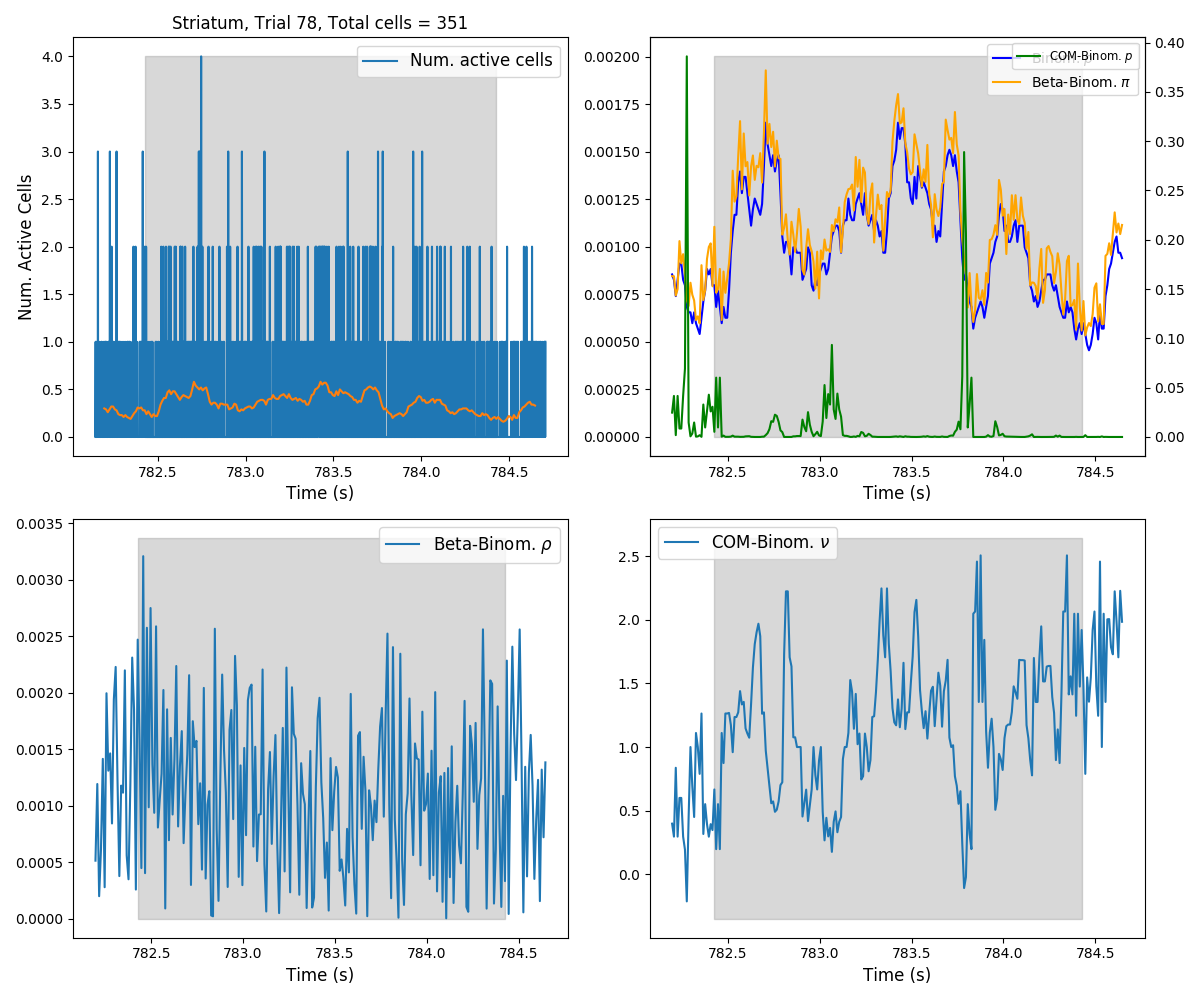 Striatum, Trial 78, Total cells = 351
Num. active cells
Num. Active Cells
4.0
3.5
3.0
2.5
2.0
1.5
1.0
0.5
0.0
782.5 783.0 783.5 784.0 784.5
Time (s)
COM-Binom. p
Beta-Binom. π
0.00200
0.00175
0.00150
0.00125
0.00100
0.00075
0.00050
0.00025
0.00000
0.40
0.35
0.30
0.25
0.20
0.15
0.10
0.05
0.00
782.5 783.0 783.5 784.0 784.5
Time (s)
Beta-Binom. ρ
0.0035
0.0030
0.0025
0.0020
0.0015
0.0010
0.0005
0.0000
782.5 783.0 783.5 784.0 784.5
Time (s)
COM-Binom. ν
2.5
2.0
1.5
1.0
0.5
0.0
782.5 783.0 783.5 784.0 784.5
Time (s)